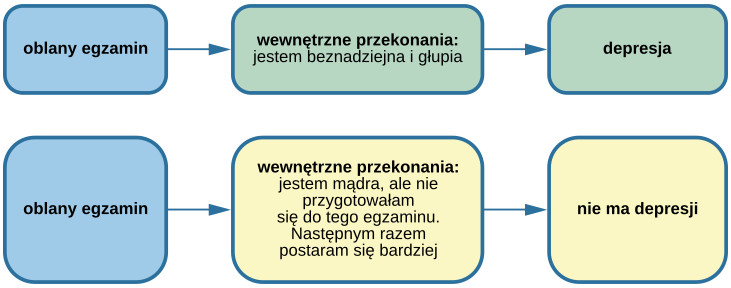 oblany egzamin
wewnętrzne przekonania:
jestem beznadziejna i głupia
depresja
oblany egzamin
wewnętrzne przekonania:
jestem mądra, ale nie
przygotowałam
się do tego egzaminu.
Następnym razem
postaram się bardziej
nie ma depresji